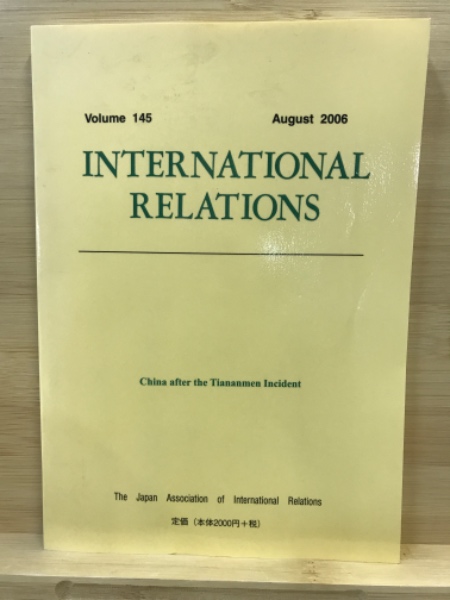 Volume 145 August 2006
INTERNATIONAL
RELATIONS
China after the Tiananmen Incident
The Japan Association of International Relations
定価（本体2000円＋税）